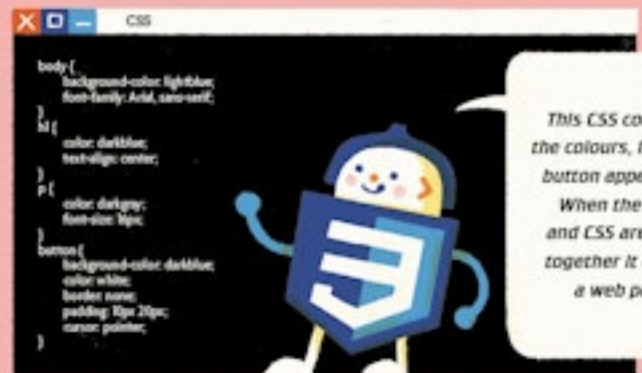 CSS
body {
background-color: lightblue;
font-family: Arial, sans-serif;
}
h1 {
color: darkblue;
text-align: center;
}
p {
color: darkgray;
font-size: 16px;
}
button {
background-color: darkblue;
color: white;
border: none;
padding: 10px 20px;
cursor: pointer;
}
This CSS co
the colours, 
button appe
When the
and CSS are
together it
a web p